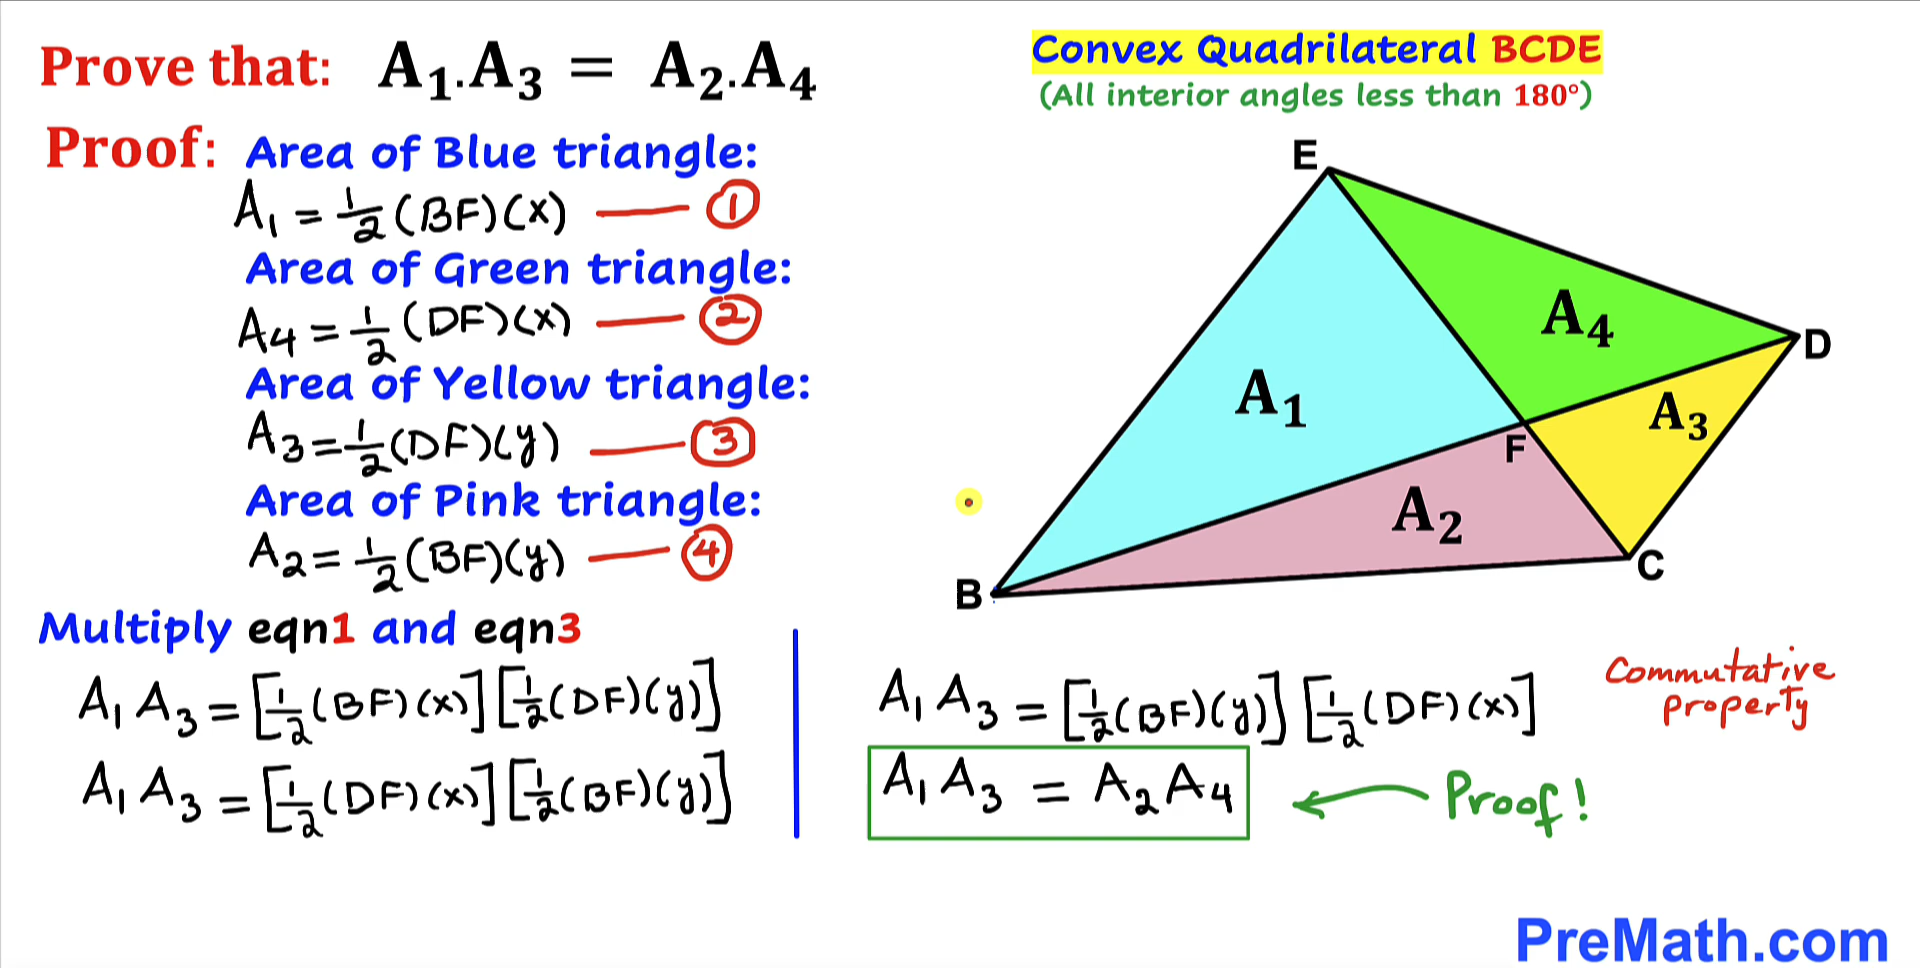 Prove that: A₁.A₃ = A₂.A₄
Proof: Area of Blue triangle:
A₁ = ½ (BF)(x) —— ①
Area of Green triangle:
A₄ = ½ (DF)(x) —— ②
Area of Yellow triangle:
A₃ = ½ (DF)(y) —— ③
Area of Pink triangle:
A₂ = ½ (BF)(y) —— ④
Multiply eqn1 and eqn3
A₁ A₃ = [½ (BF)(x)] [½ (DF)(y)]
A₁ A₃ = [½ (DF)(x)] [½ (BF)(y)]
Convex Quadrilateral BCDE
(All interior angles less than 180°)
E
A₄
D
A₁
A₃
F
A₂
C
B
A₁ A₃ = [½ (BF)(y)] [½ (DF)(x)]
Commutative
property
A₁ A₃ = A₂ A₄
Proof!
PreMath.com